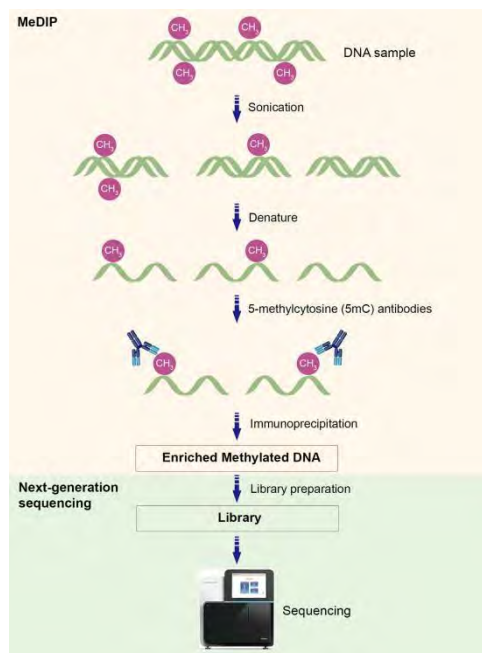 MeDIP
CH₃ CH₃
DNA sample
CH₃ CH₃
Sonication
CH₃ CH₃
CH₃
Denature
CH₃ CH₃
5-methylcytosine (5mC) antibodies
CH₃ CH₃
Immunoprecipitation
Enriched Methylated DNA
Next-generation
sequencing
Library preparation
Library
Sequencing